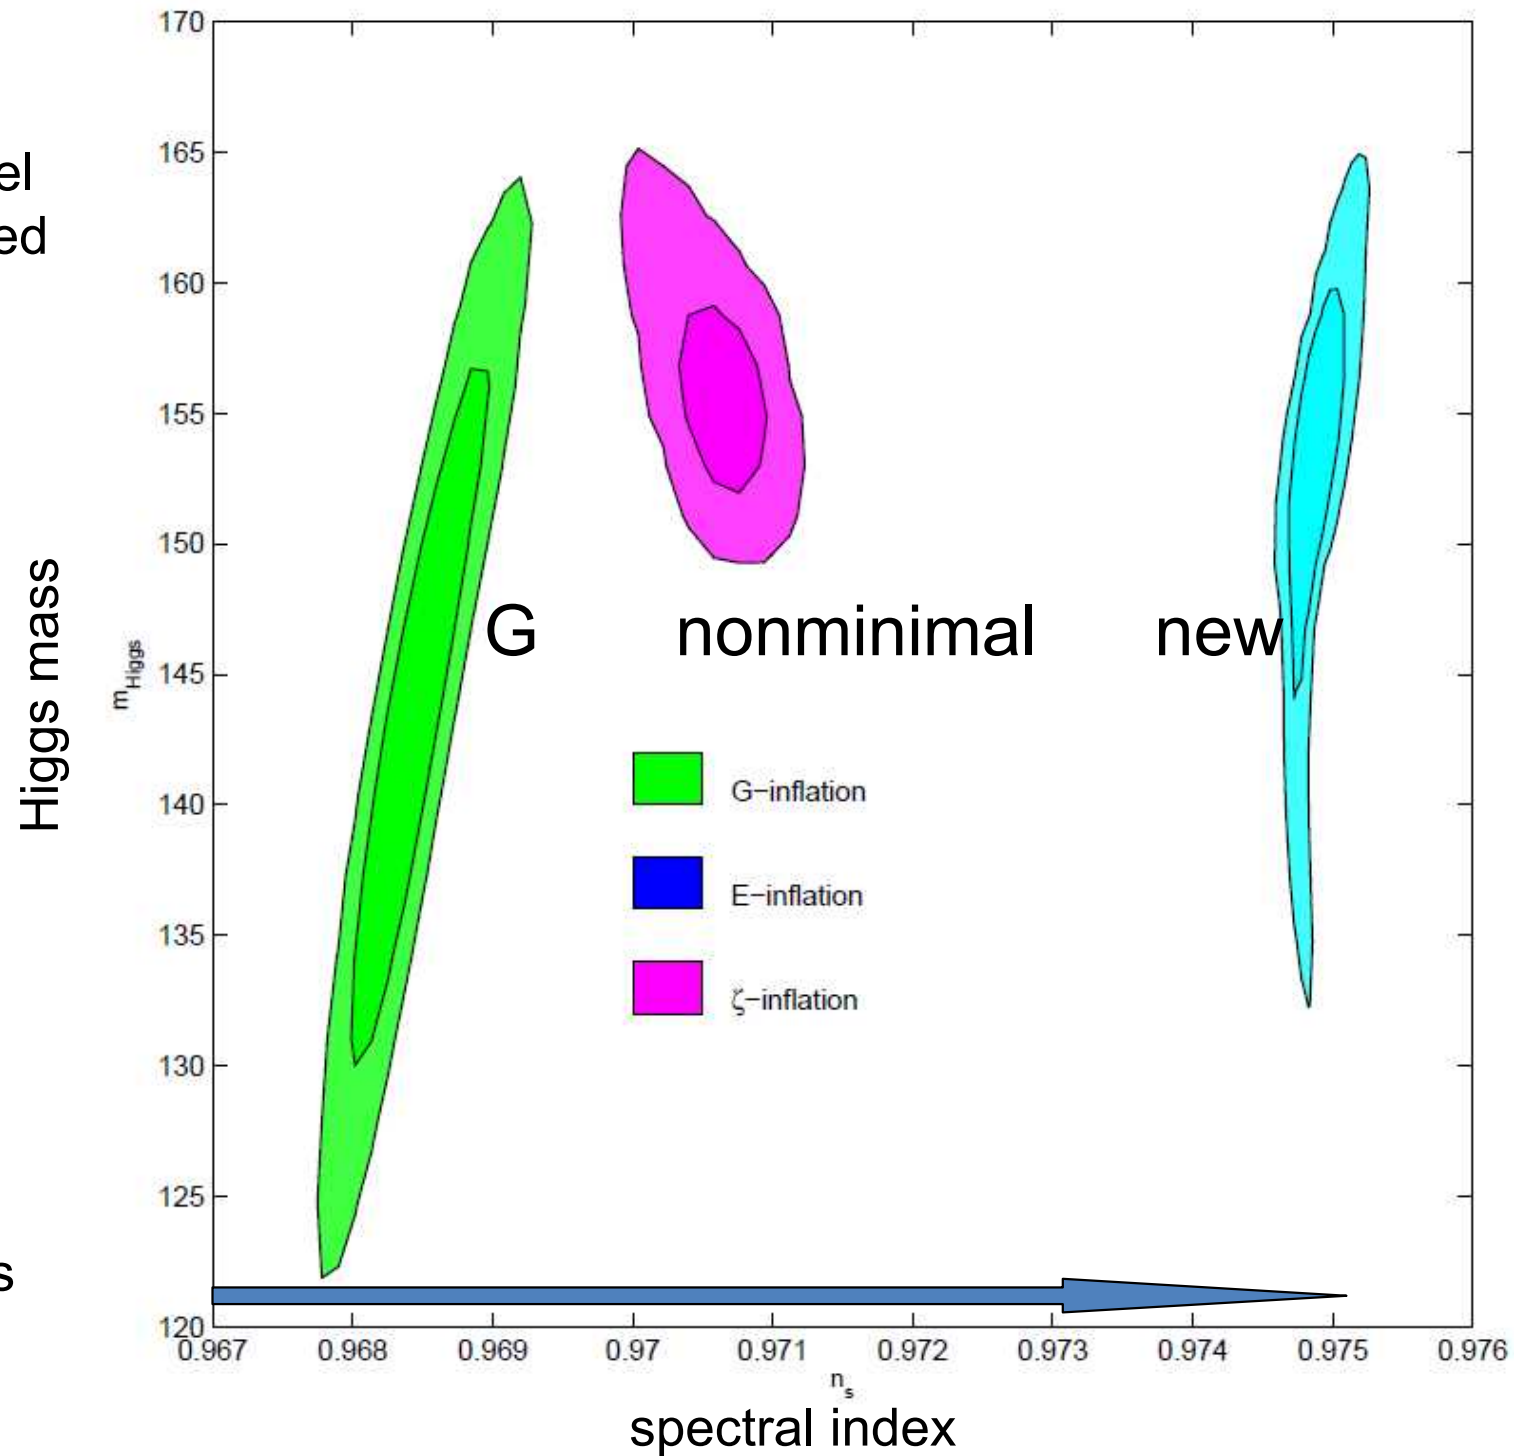 170
165
el
ed
160
155
150
G nonminimal new
145
Higgs mass
m_Higgs
G−inflation
140
E−inflation
135
ζ−inflation
130
125
s
120
0.967 0.968 0.969 0.97 0.971 0.972 0.973 0.974 0.975 0.976
n_s
spectral index